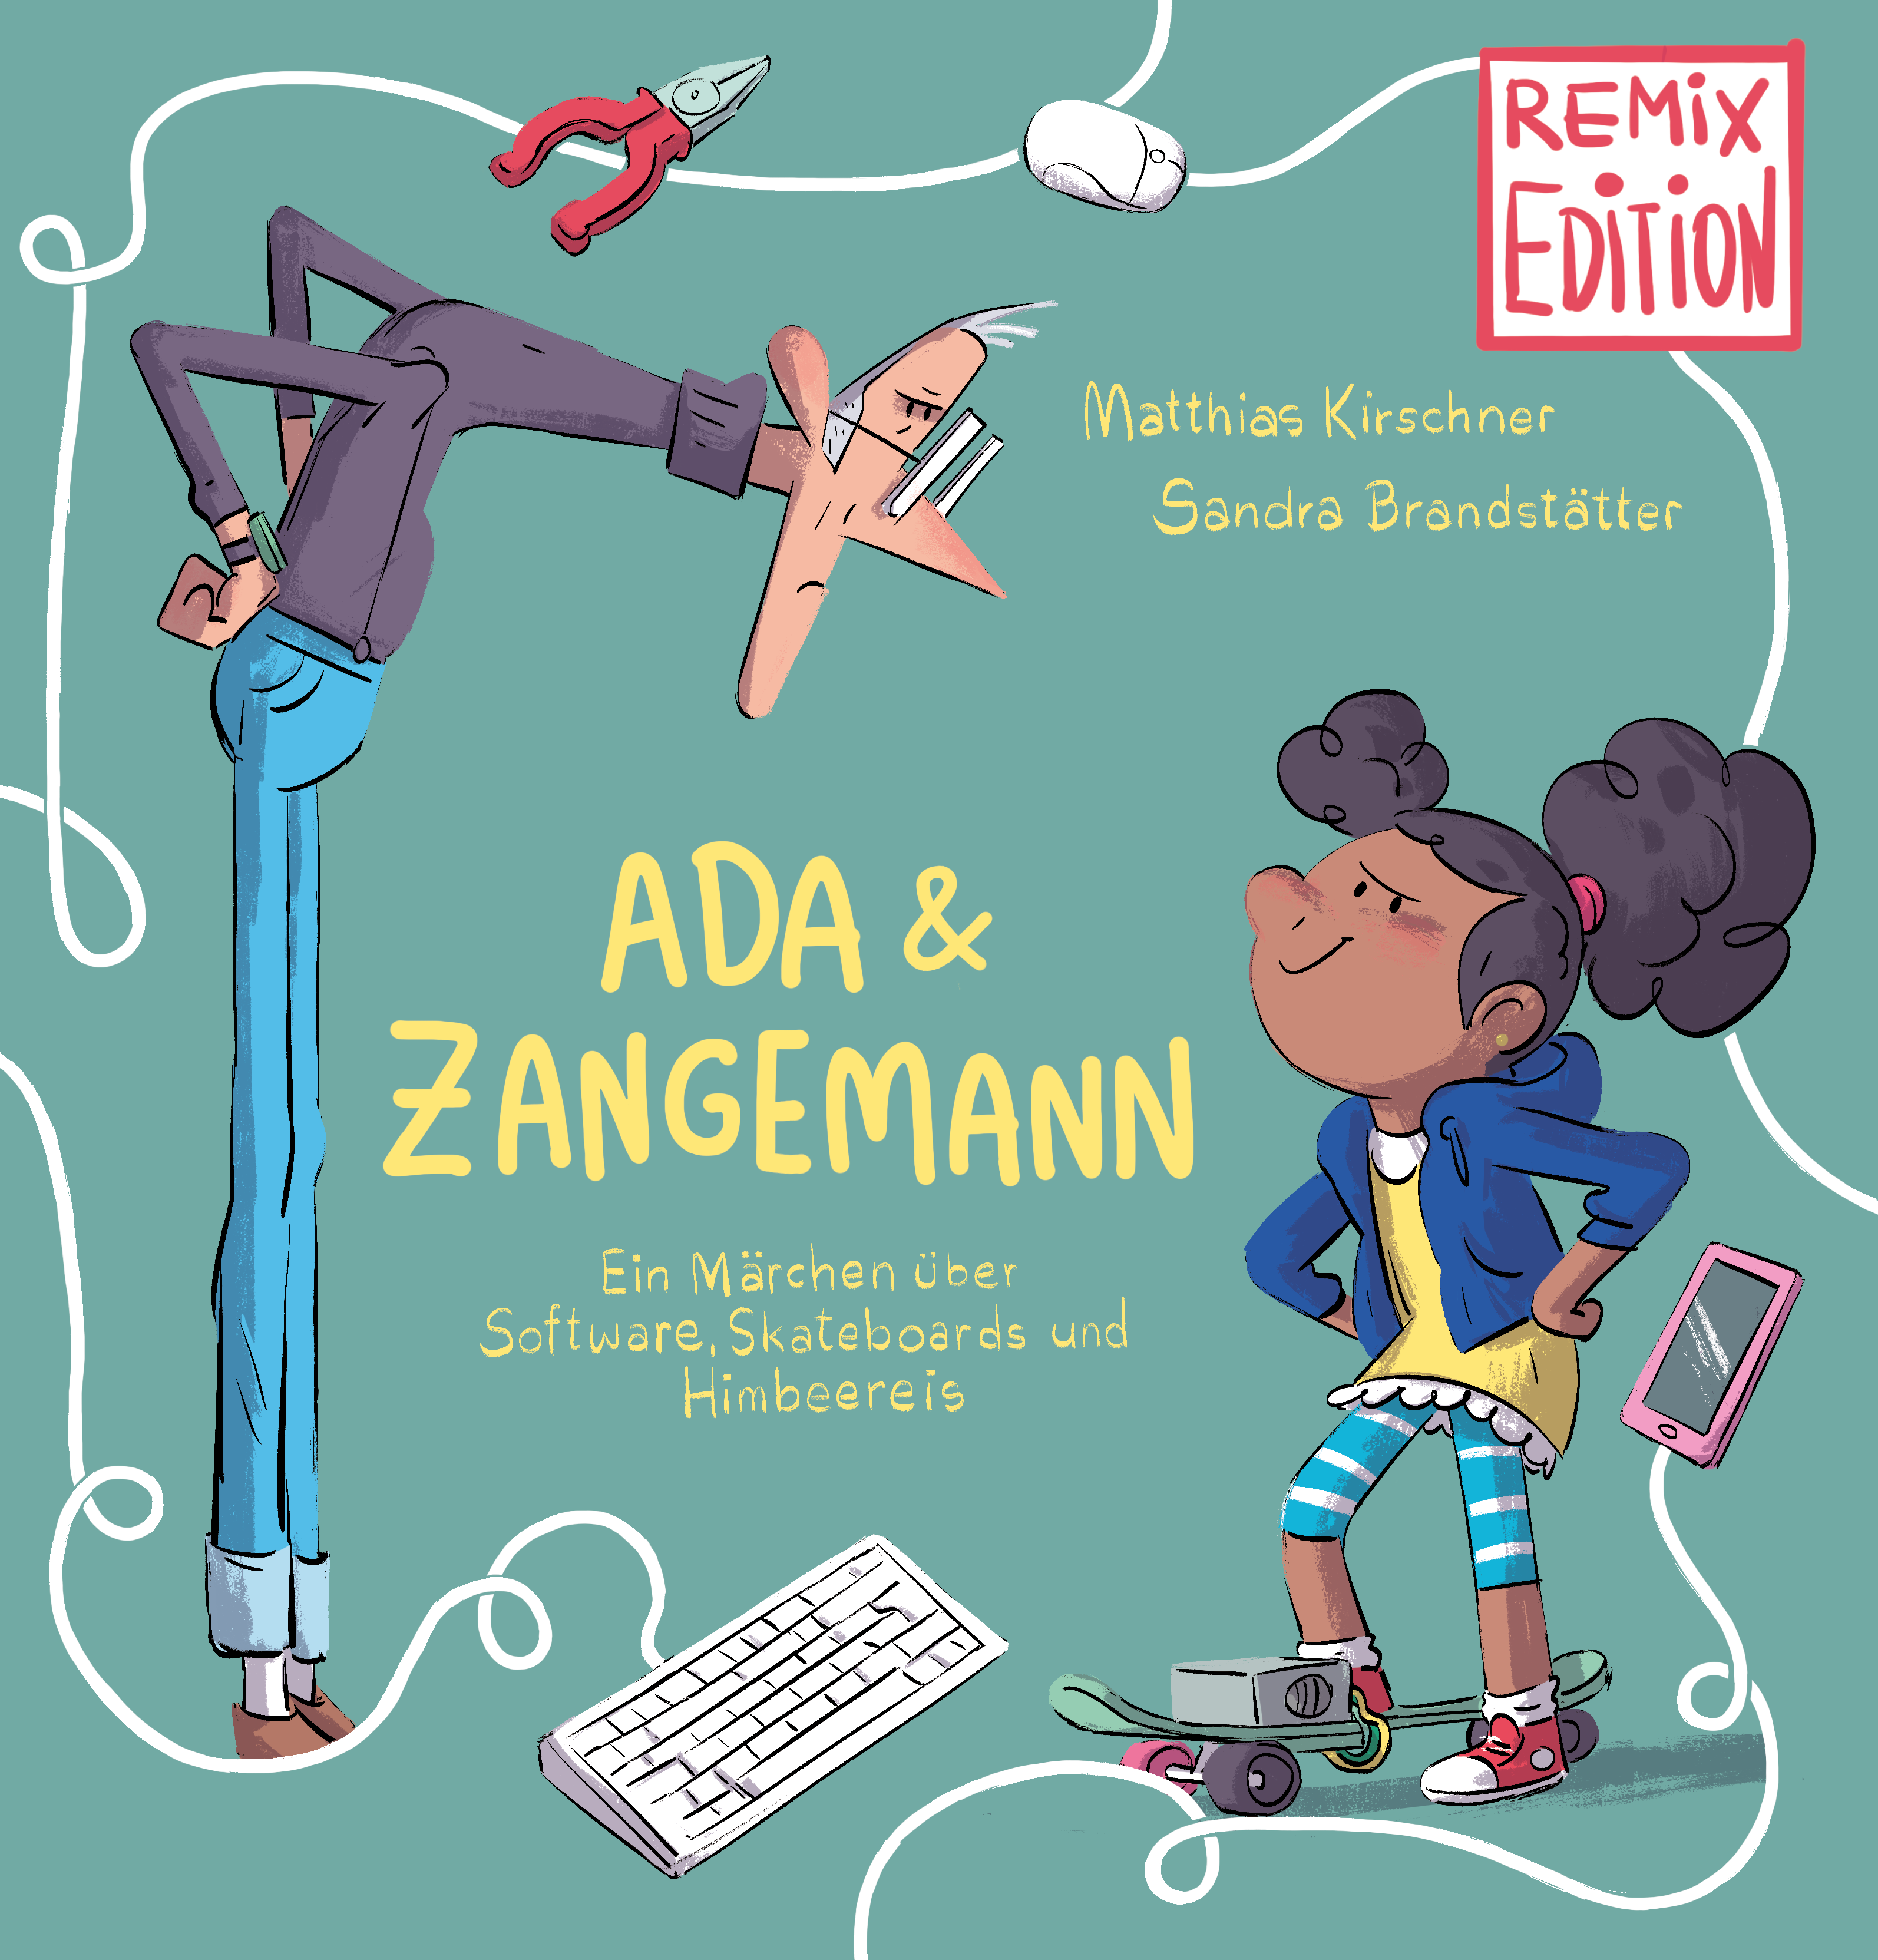 REMIX
EDITION
Matthias Kirschner
Sandra Brandstätter
ADA &
ZANGEMANN
Ein Märchen über
Software, Skateboards und
Himbeereis